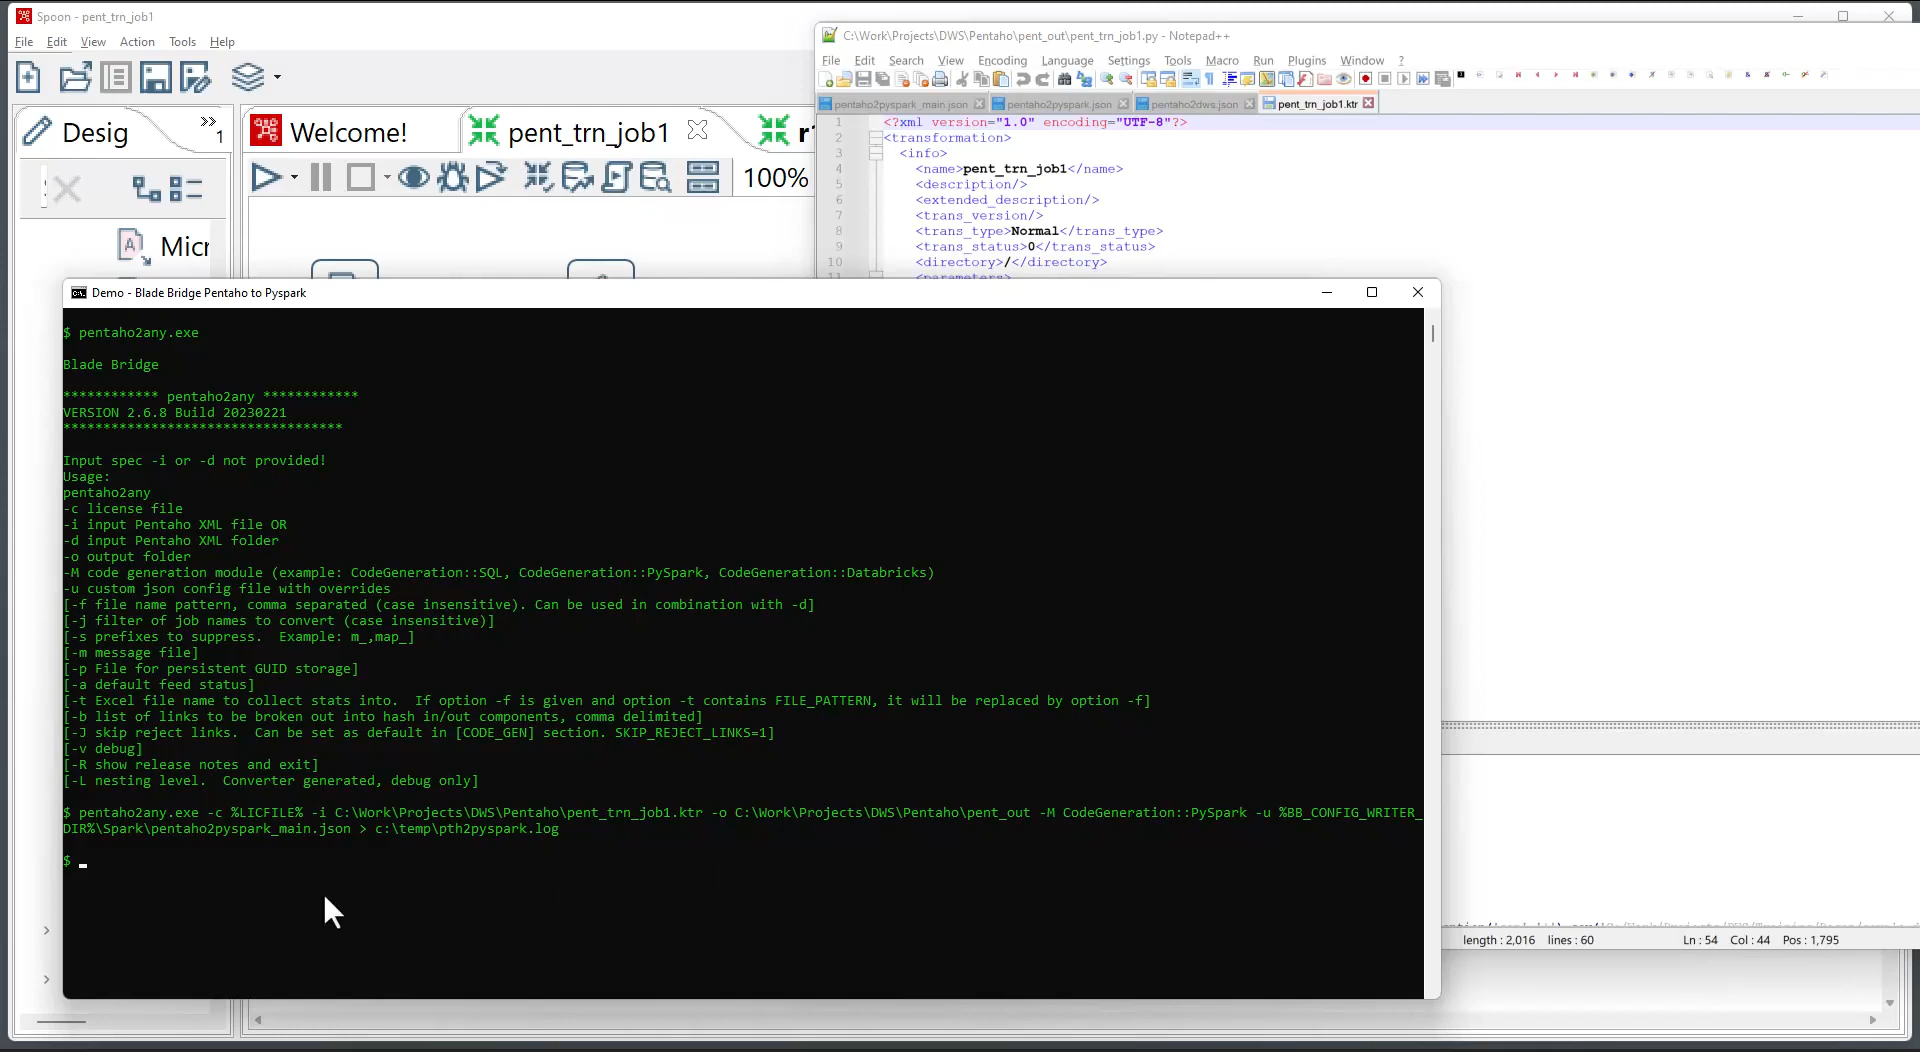 Spoon - pent_trn_job1
File Edit View Action Tools Help
Desig
1
Welcome!
pent_trn_job1
100%
Micr
C:\Work\Projects\DWS\Pentaho\pent_out\pent_trn_job1.py - Notepad++
File Edit Search View Encoding Language Settings Tools Macro Run Plugins Window ?
pentaho2pyspark_main.json pentaho2pyspark.json pentaho2dws.json pent_trn_job1.ktr
1 <?xml version="1.0" encoding="UTF-8"?>
2 <transformation>
3 <info>
4 <name>pent_trn_job1</name>
5 <description/>
6 <extended_description/>
7 <trans_version/>
8 <trans_type>Normal</trans_type>
9 <trans_status>0</trans_status>
10 <directory>/</directory>
11 <parameters>
Demo - Blade Bridge Pentaho to Pyspark
$ pentaho2any.exe
Blade Bridge
************ pentaho2any ************
VERSION 2.6.8 Build 20230221
***********************************
Input spec -i or -d not provided!
Usage:
pentaho2any
-c license file
-i input Pentaho XML file OR
-d input Pentaho XML folder
-o output folder
-M code generation module (example: CodeGeneration::SQL, CodeGeneration::PySpark, CodeGeneration::Databricks)
-u custom json config file with overrides
[-f file name pattern, comma separated (case insensitive). Can be used in combination with -d]
[-j filter of job names to convert (case insensitive)]
[-s prefixes to suppress.  Example: m_,map_]
[-m message file]
[-p File for persistent GUID storage]
[-a default feed status]
[-t Excel file name to collect stats into.  If option -f is given and option -t contains FILE_PATTERN, it will be replaced by option -f]
[-b list of links to be broken out into hash in/out components, comma delimited]
[-J skip reject links.  Can be set as default in [CODE_GEN] section. SKIP_REJECT_LINKS=1]
[-v debug]
[-R show release notes and exit]
[-L nesting level.  Converter generated, debug only]
$ pentaho2any.exe -c %LICFILE% -i C:\Work\Projects\DWS\Pentaho\pent_trn_job1.ktr -o C:\Work\Projects\DWS\Pentaho\pent_out -M CodeGeneration::PySpark -u %BB_CONFIG_WRITER_
DIR%\Spark\pentaho2pyspark_main.json > c:\temp\pth2pyspark.log
$
length : 2,016 lines : 60 Ln : 54 Col : 44 Pos : 1,795